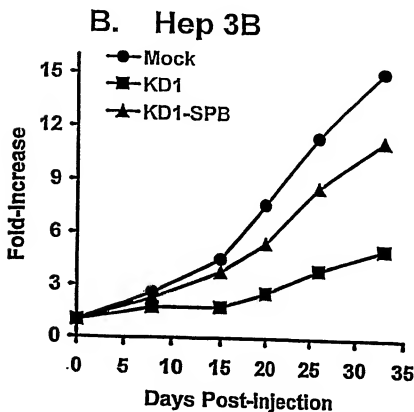 B. Hep 3B
Mock
KD1
KD1-SPB
Fold-Increase
15
12
9
6
3
0
0 5 10 15 20 25 30 35
Days Post-Injection